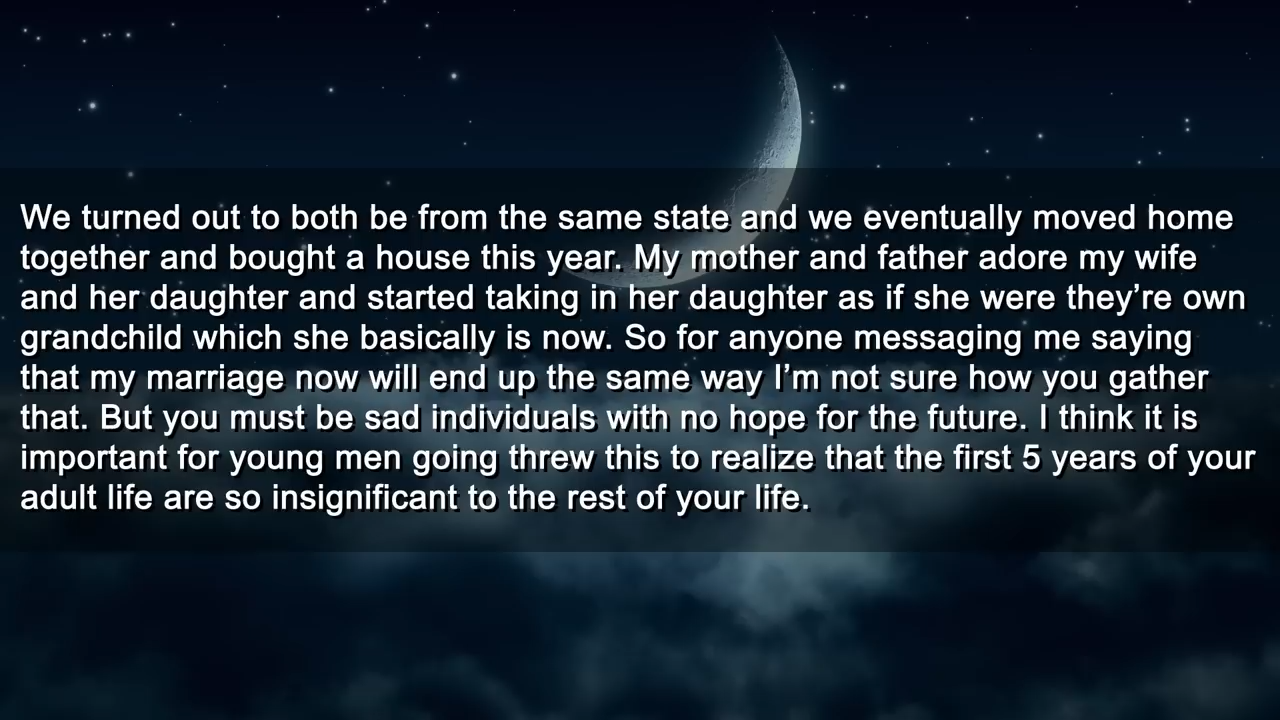 We turned out to both be from the same state and we eventually moved home
together and bought a house this year. My mother and father adore my wife
and her daughter and started taking in her daughter as if she were they’re own
grandchild which she basically is now. So for anyone messaging me saying
that my marriage now will end up the same way I’m not sure how you gather
that. But you must be sad individuals with no hope for the future. I think it is
important for young men going threw this to realize that the first 5 years of your
adult life are so insignificant to the rest of your life.